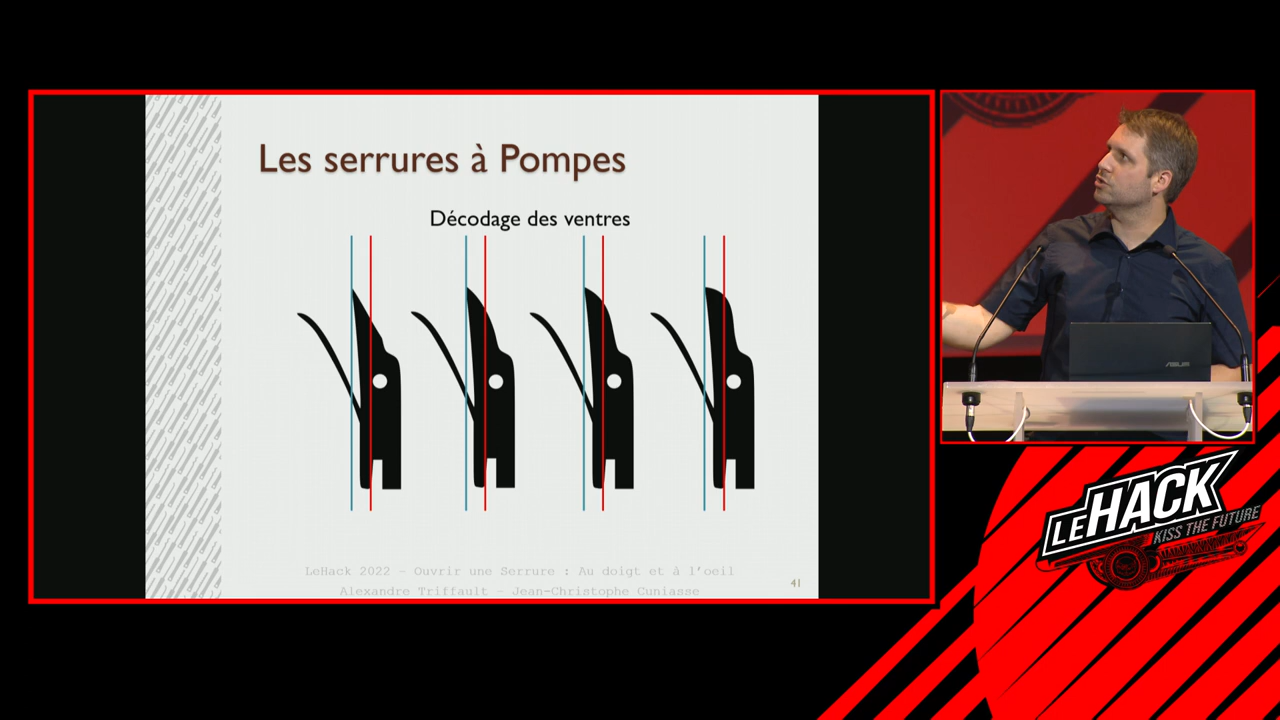 Les serrures à Pompes
Décodage des ventres
LeHack 2022 – Ouvrir une Serrure : Au doigt et à l'oeil
Alexandre Triffault – Jean-Christophe Cuniasse
41
ASUS
LEHACK
KISS THE FUTURE